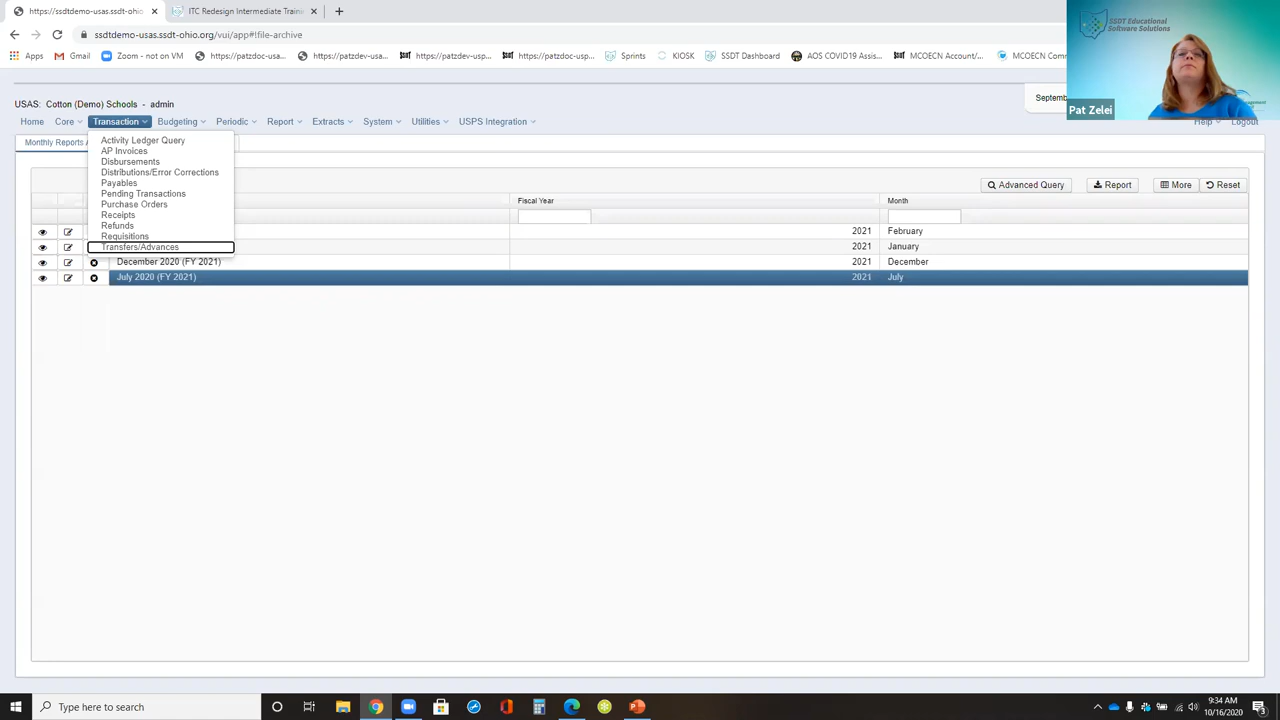 https://ssdtdemo-usas.ssdt-ohio
ITC Redesign Intermediate Traini
ssdtdemo-usas.ssdt-ohio.org/vui/app#!file-archive
Apps
Gmail
Zoom - not on VM
https://patzdoc-usa...
https://patzdev-usa...
https://patzdoc-usp...
Sprints
KIOSK
SSDT Dashboard
AOS COVID19 Assis...
MCOECN Account/...
MCOECN Com
SSDT Educational
Software Solutions
Pat Zelei
USAS: Cotton (Demo) Schools - admin
Septemb
Home
Core
Transaction
Budgeting
Periodic
Report
Extracts
System
Utilities
USPS Integration
Help
Logout
Monthly Reports A
Activity Ledger Query
AP Invoices
Disbursements
Distributions/Error Corrections
Payables
Pending Transactions
Purchase Orders
Receipts
Refunds
Requisitions
Transfers/Advances
Advanced Query
Report
More
Reset
Fiscal Year
Month
2021
February
2021
January
December 2020 (FY 2021)
2021
December
July 2020 (FY 2021)
2021
July
Type here to search
9:34 AM
10/16/2020
3